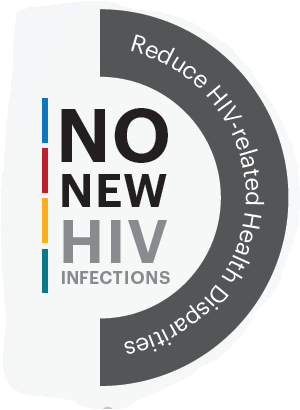 NO
NEW
HIV
INFECTIONS
Reduce HIV-related Health Disparities